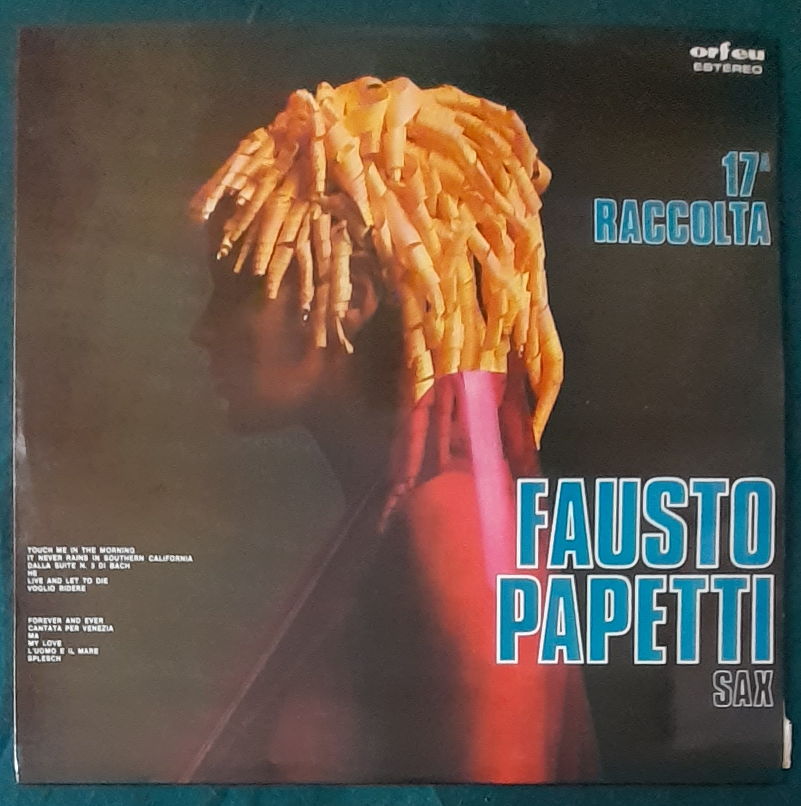 orfeu
ESTÉREO
17ª
RACCOLTA
FAUSTO
PAPETTI
SAX
TOUCH ME IN THE MORNING
IT NEVER RAINS IN SOUTHERN CALIFORNIA
DALLA SUITE N. 3 DI BACH
HE
LIVE AND LET TO DIE
VOGLIO RIDERE
FOREVER AND EVER
CANTATA PER VENEZIA
MA
MY LOVE
L'UOMO E IL MARE
SPLESCH